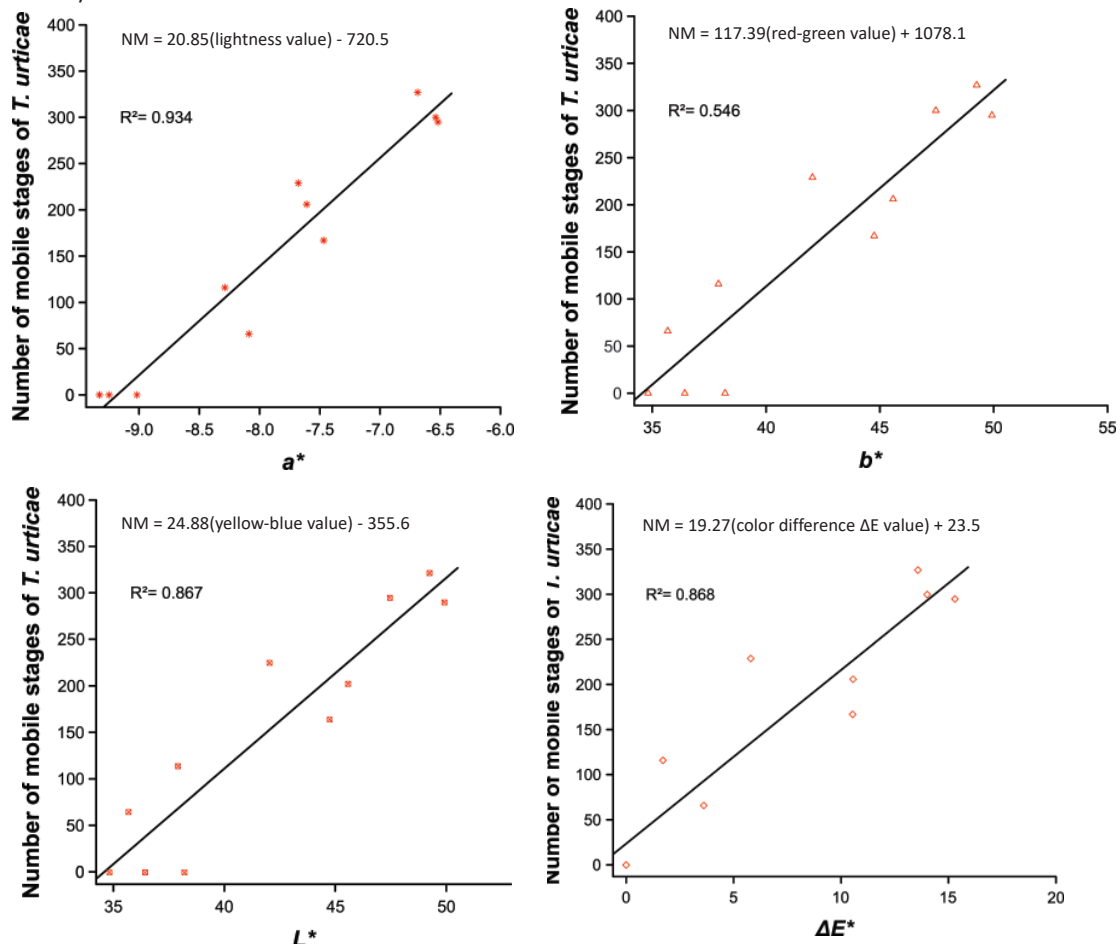 400
350
300
250
200
150
100
50
0
Number of mobile stages of T. urticae
NM = 20.85(lightness value) - 720.5
R²= 0.934
-9.0 -8.5 -8.0 -7.5 -7.0 -6.5 -6.0
a*
400
350
300
250
200
150
100
50
0
Number of mobile stages of T. urticae
NM = 117.39(red-green value) + 1078.1
R²= 0.546
35 40 45 50 55
b*
400
350
300
250
200
150
100
50
0
Number of mobile stages of T. urticae
NM = 24.88(yellow-blue value) - 355.6
R²= 0.867
35 40 45 50
L*
400
350
300
250
200
150
100
50
0
Number of mobile stages of T. urticae
NM = 19.27(color difference ΔE value) + 23.5
R²= 0.868
0 5 10 15 20
ΔE*